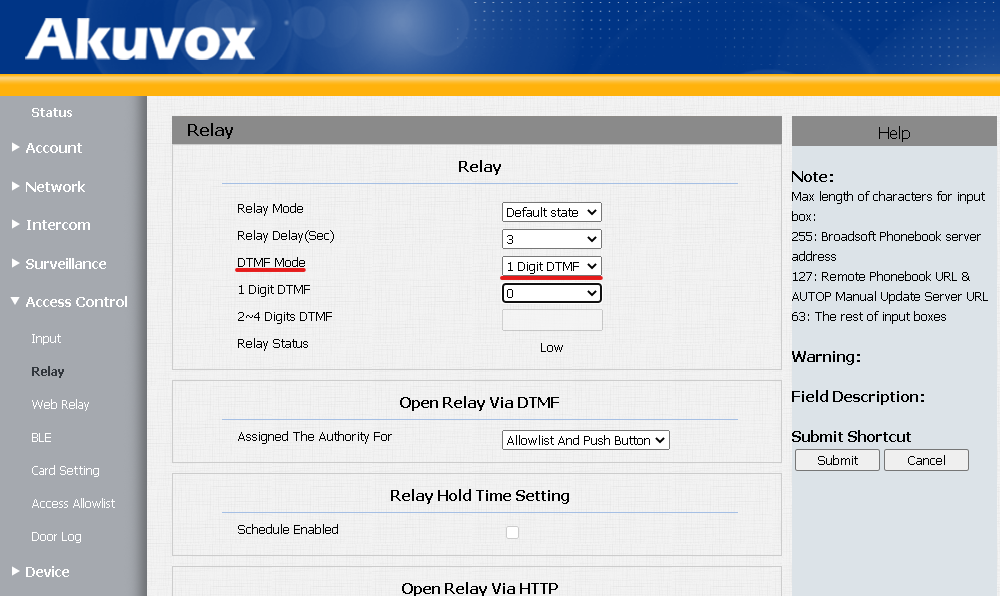 Akuvox
Status
Account
Network
Intercom
Surveillance
Access Control
Input
Relay
Web Relay
BLE
Card Setting
Access Allowlist
Door Log
Device
Relay
Relay
Relay Mode
Default state
Relay Delay(Sec)
3
DTMF Mode
1 Digit DTMF
1 Digit DTMF
0
2~4 Digits DTMF
Relay Status
Low
Open Relay Via DTMF
Assigned The Authority For
Allowlist And Push Button
Relay Hold Time Setting
Schedule Enabled
Open Relay Via HTTP
Help
Note:
Max length of characters for input
box:
255: Broadsoft Phonebook server
address
127: Remote Phonebook URL &
AUTOP Manual Update Server URL
63: The rest of input boxes
Warning:
Field Description:
Submit Shortcut
Submit
Cancel